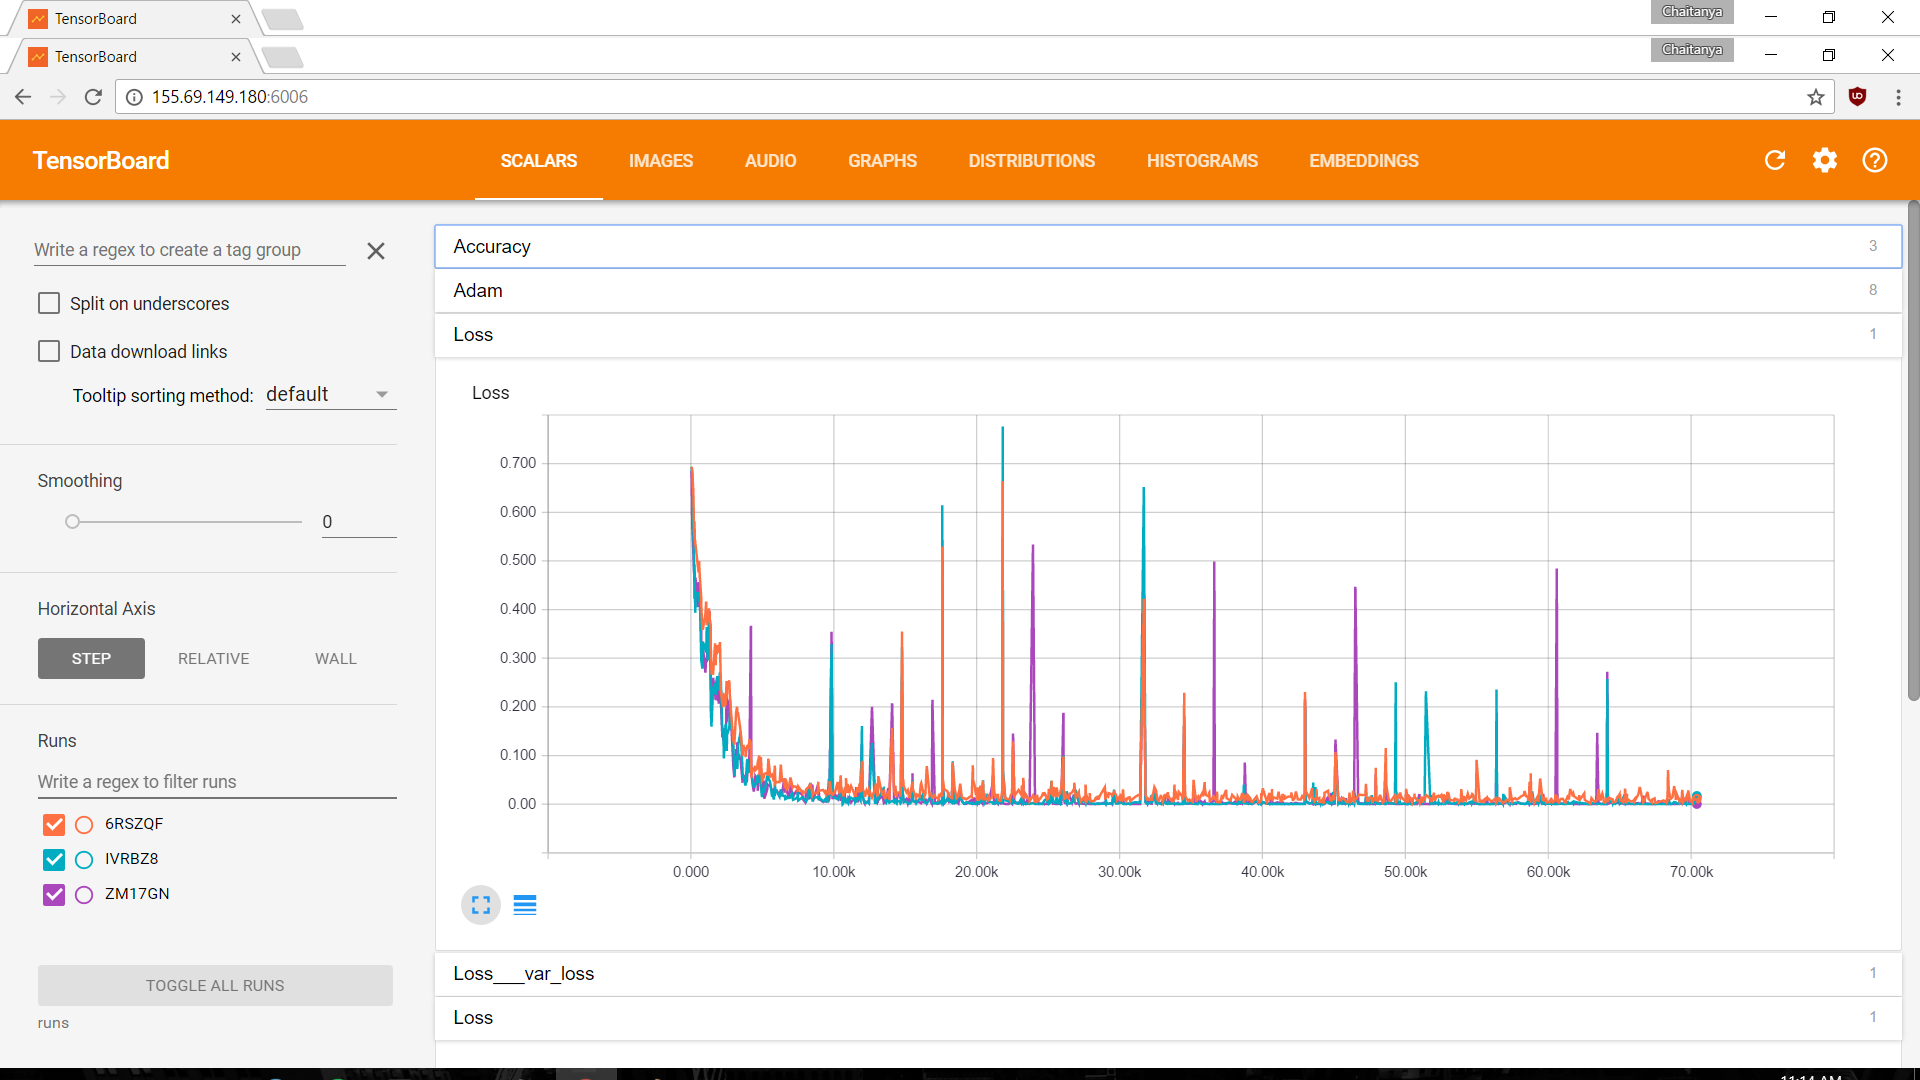 TensorBoard
Chaitanya
TensorBoard
Chaitanya
155.69.149.180:6006
TensorBoard
SCALARS IMAGES AUDIO GRAPHS DISTRIBUTIONS HISTOGRAMS EMBEDDINGS
Write a regex to create a tag group
Split on underscores
Data download links
Tooltip sorting method: default
Smoothing
0
Horizontal Axis
STEP RELATIVE WALL
Runs
Write a regex to filter runs
6RSZQF
IVRBZ8
ZM17GN
TOGGLE ALL RUNS
runs
Accuracy 3
Adam 8
Loss 1
Loss
0.700
0.600
0.500
0.400
0.300
0.200
0.100
0.00
0.000 10.00k 20.00k 30.00k 40.00k 50.00k 60.00k 70.00k
Loss___var_loss 1
Loss 1